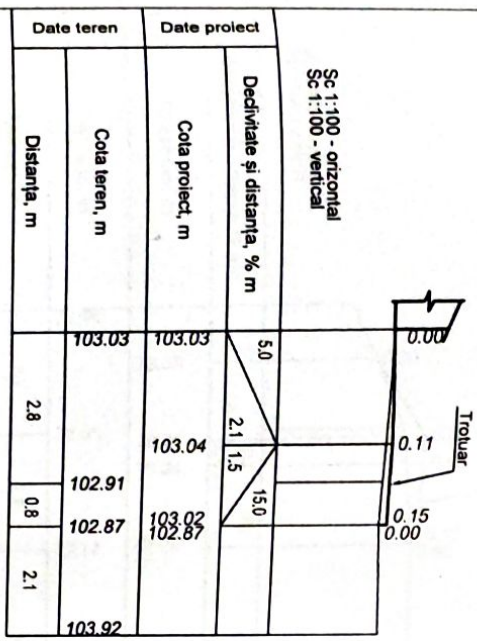 Sc 1:100 - orizontal
Sc 1:100 - vertical
Trotuar
0.00
0.11
0.15
0.00
Date proiect
Declivitate și distanța, % m
5.0
2.1
1.5
15.0
Cota proiect, m
103.03
103.04
103.02
102.87
Date teren
Cota teren, m
103.03
102.91
102.87
103.92
Distanța, m
2.8
0.8
2.1